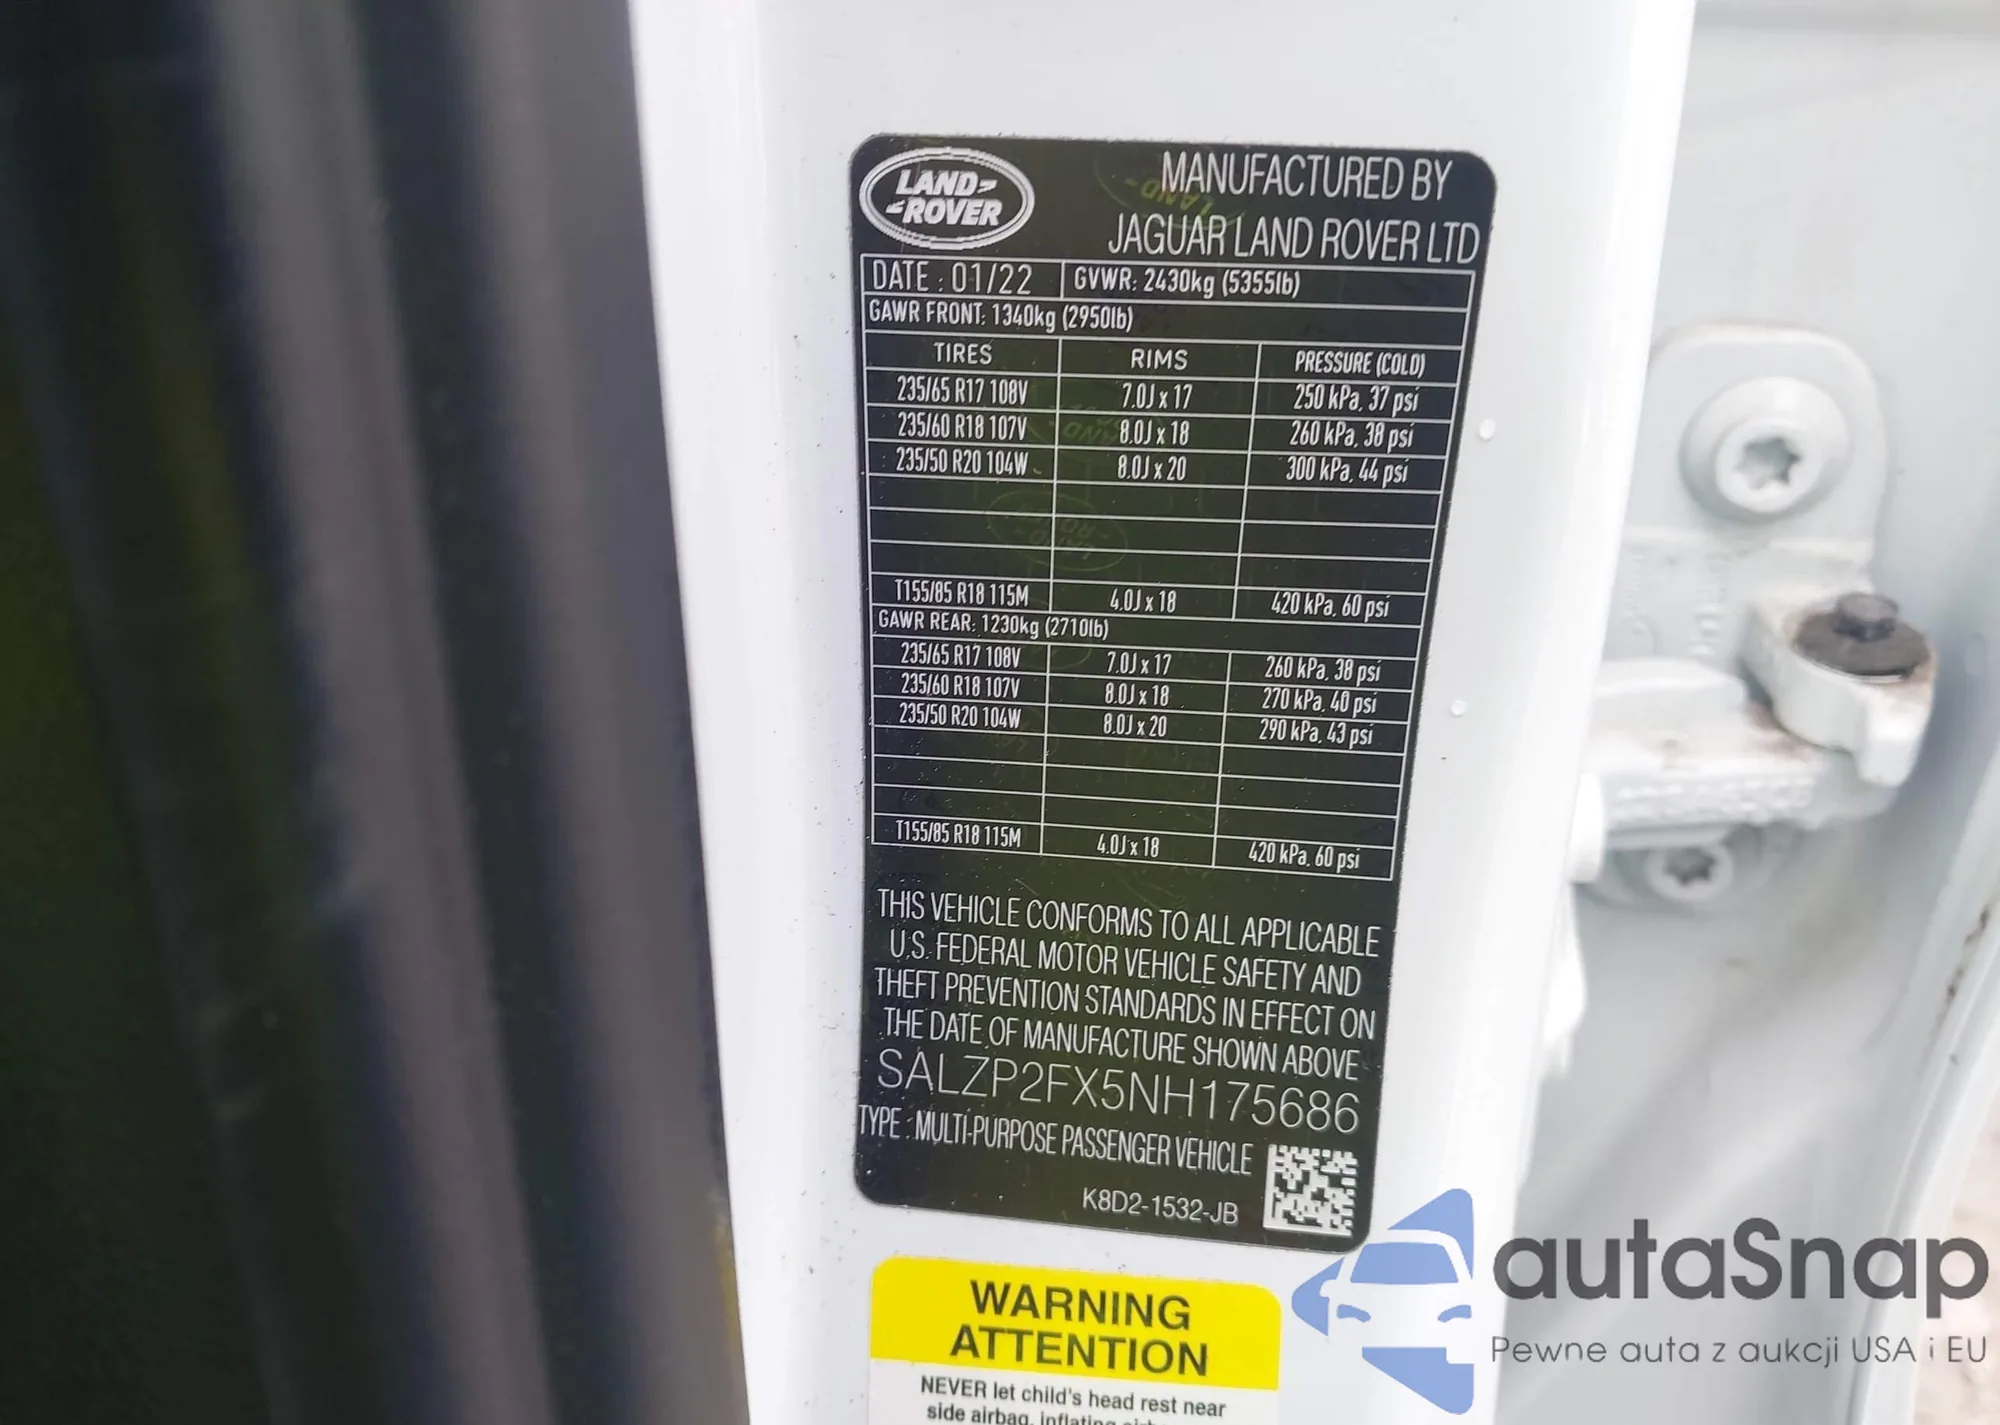 LAND-
-ROVER
MANUFACTURED BY
JAGUAR LAND ROVER LTD
DATE : 01/22 GVWR: 2430kg (5355lb)
GAWR FRONT: 1340kg (2950lb)
TIRES RIMS PRESSURE (COLD)
235/65 R17 108V 7.0J x 17 250 kPa, 37 psi
235/60 R18 107V 8.0J x 18 260 kPa, 38 psi
235/50 R20 104W 8.0J x 20 300 kPa, 44 psi
T155/85 R18 115M 4.0J x 18 420 kPa, 60 psi
GAWR REAR: 1230kg (2710lb)
235/65 R17 108V 7.0J x 17 260 kPa, 38 psi
235/60 R18 107V 8.0J x 18 270 kPa, 40 psi
235/50 R20 104W 8.0J x 20 290 kPa, 43 psi
T155/85 R18 115M 4.0J x 18 420 kPa, 60 psi
THIS VEHICLE CONFORMS TO ALL APPLICABLE
U.S. FEDERAL MOTOR VEHICLE SAFETY AND
THEFT PREVENTION STANDARDS IN EFFECT ON
THE DATE OF MANUFACTURE SHOWN ABOVE
SALZP2FX5NH175686
TYPE : MULTI-PURPOSE PASSENGER VEHICLE
K8D2-1532-JB
WARNING
ATTENTION
NEVER let child's head rest near
side airbag, inflating
autaSnap
Pewne auta z aukcji USA i EU